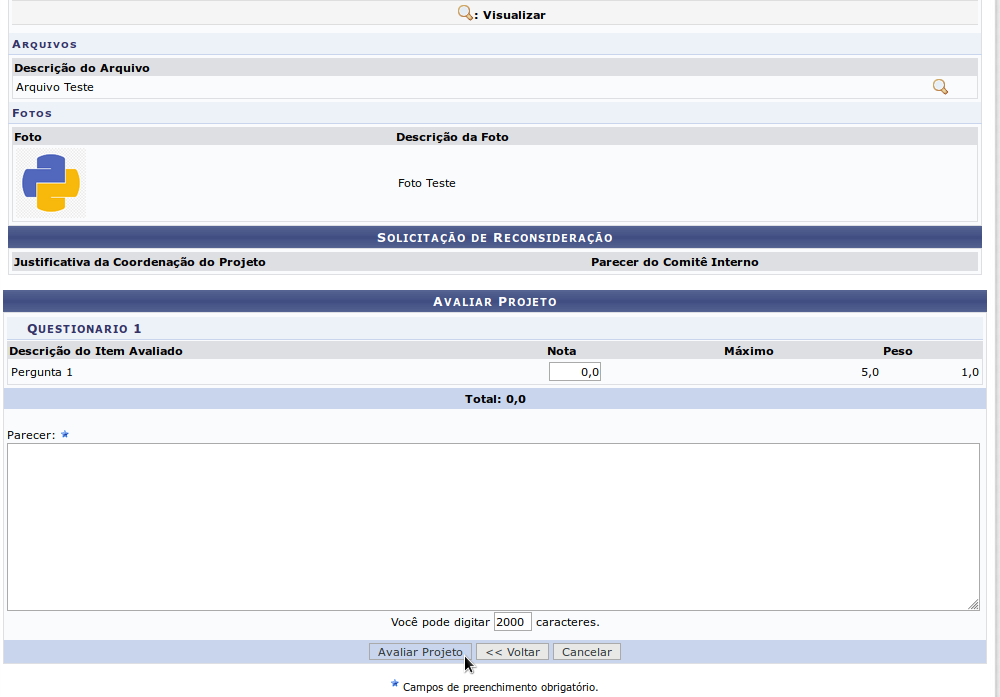 : Visualizar
Arquivos
Descrição do Arquivo
Arquivo Teste
Fotos
Foto Descrição da Foto
Foto Teste
Solicitação de Reconsideração
Justificativa da Coordenação do Projeto Parecer do Comitê Interno
Avaliar Projeto
Questionario 1
Descrição do Item Avaliado Nota Máximo Peso
Pergunta 1 0,0 5,0 1,0
Total: 0,0
Parecer:
Você pode digitar 2000 caracteres.
Avaliar Projeto << Voltar Cancelar
Campos de preenchimento obrigatório.